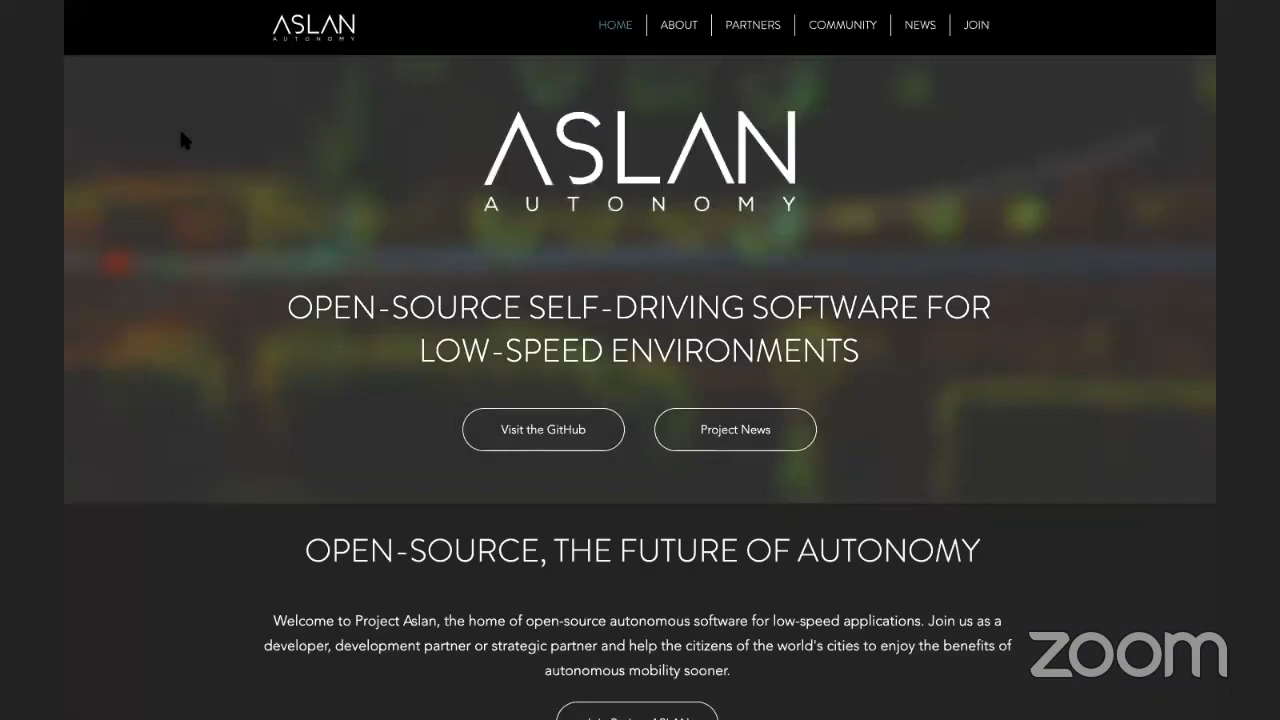 ASLAN
AUTONOMY
HOME
ABOUT
PARTNERS
COMMUNITY
NEWS
JOIN
ASLAN
AUTONOMY
OPEN-SOURCE SELF-DRIVING SOFTWARE FOR
LOW-SPEED ENVIRONMENTS
Visit the GitHub
Project News
OPEN-SOURCE, THE FUTURE OF AUTONOMY
Welcome to Project Aslan, the home of open-source autonomous software for low-speed applications. Join us as a
developer, development partner or strategic partner and help the citizens of the world's cities to enjoy the benefits of
autonomous mobility sooner.
zoom